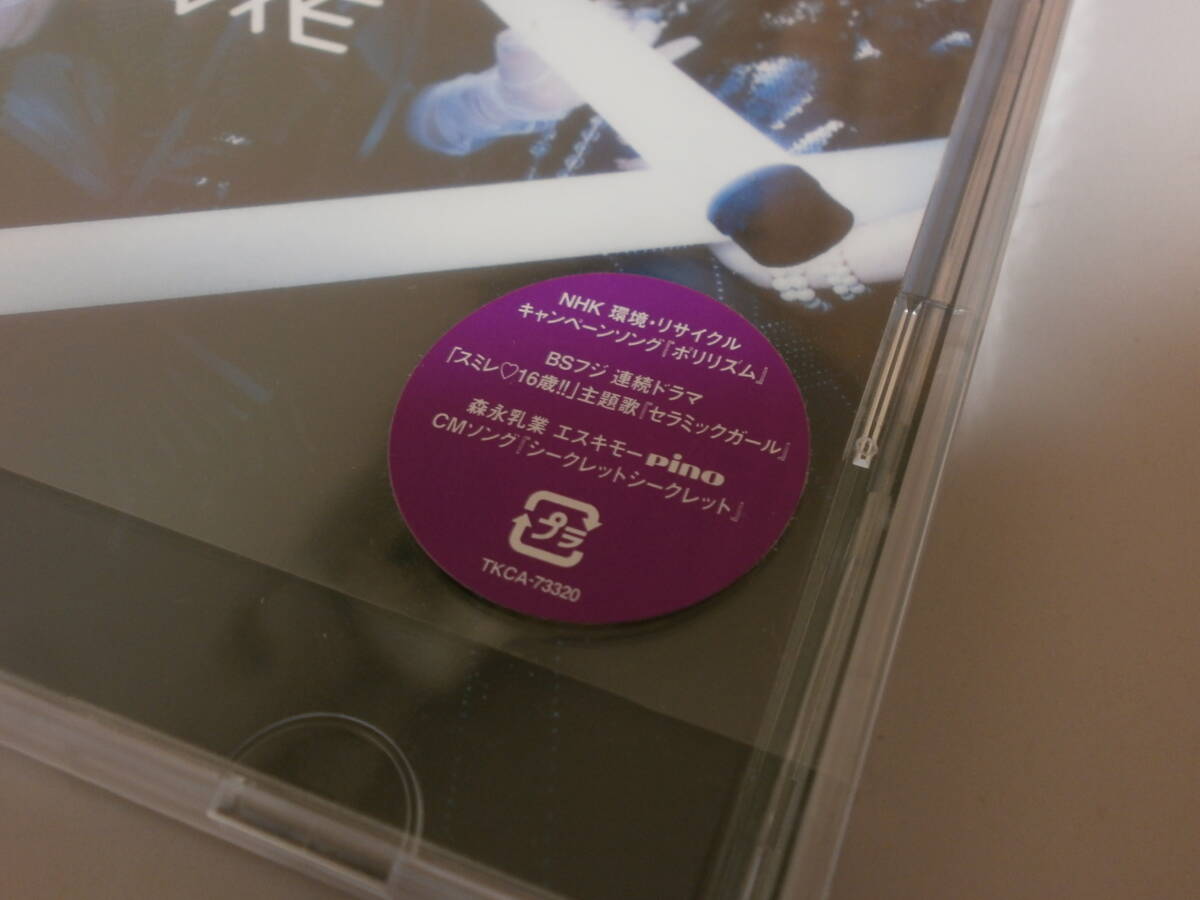 NHK 環境・リサイクル
キャンペーンソング『ポリリズム』
BSフジ 連続ドラマ
「スミレ♡16歳!!」主題歌『セラミックガール』
森永乳業 エスキモー pino
CMソング『シークレットシークレット』
プラ
TKCA-73320